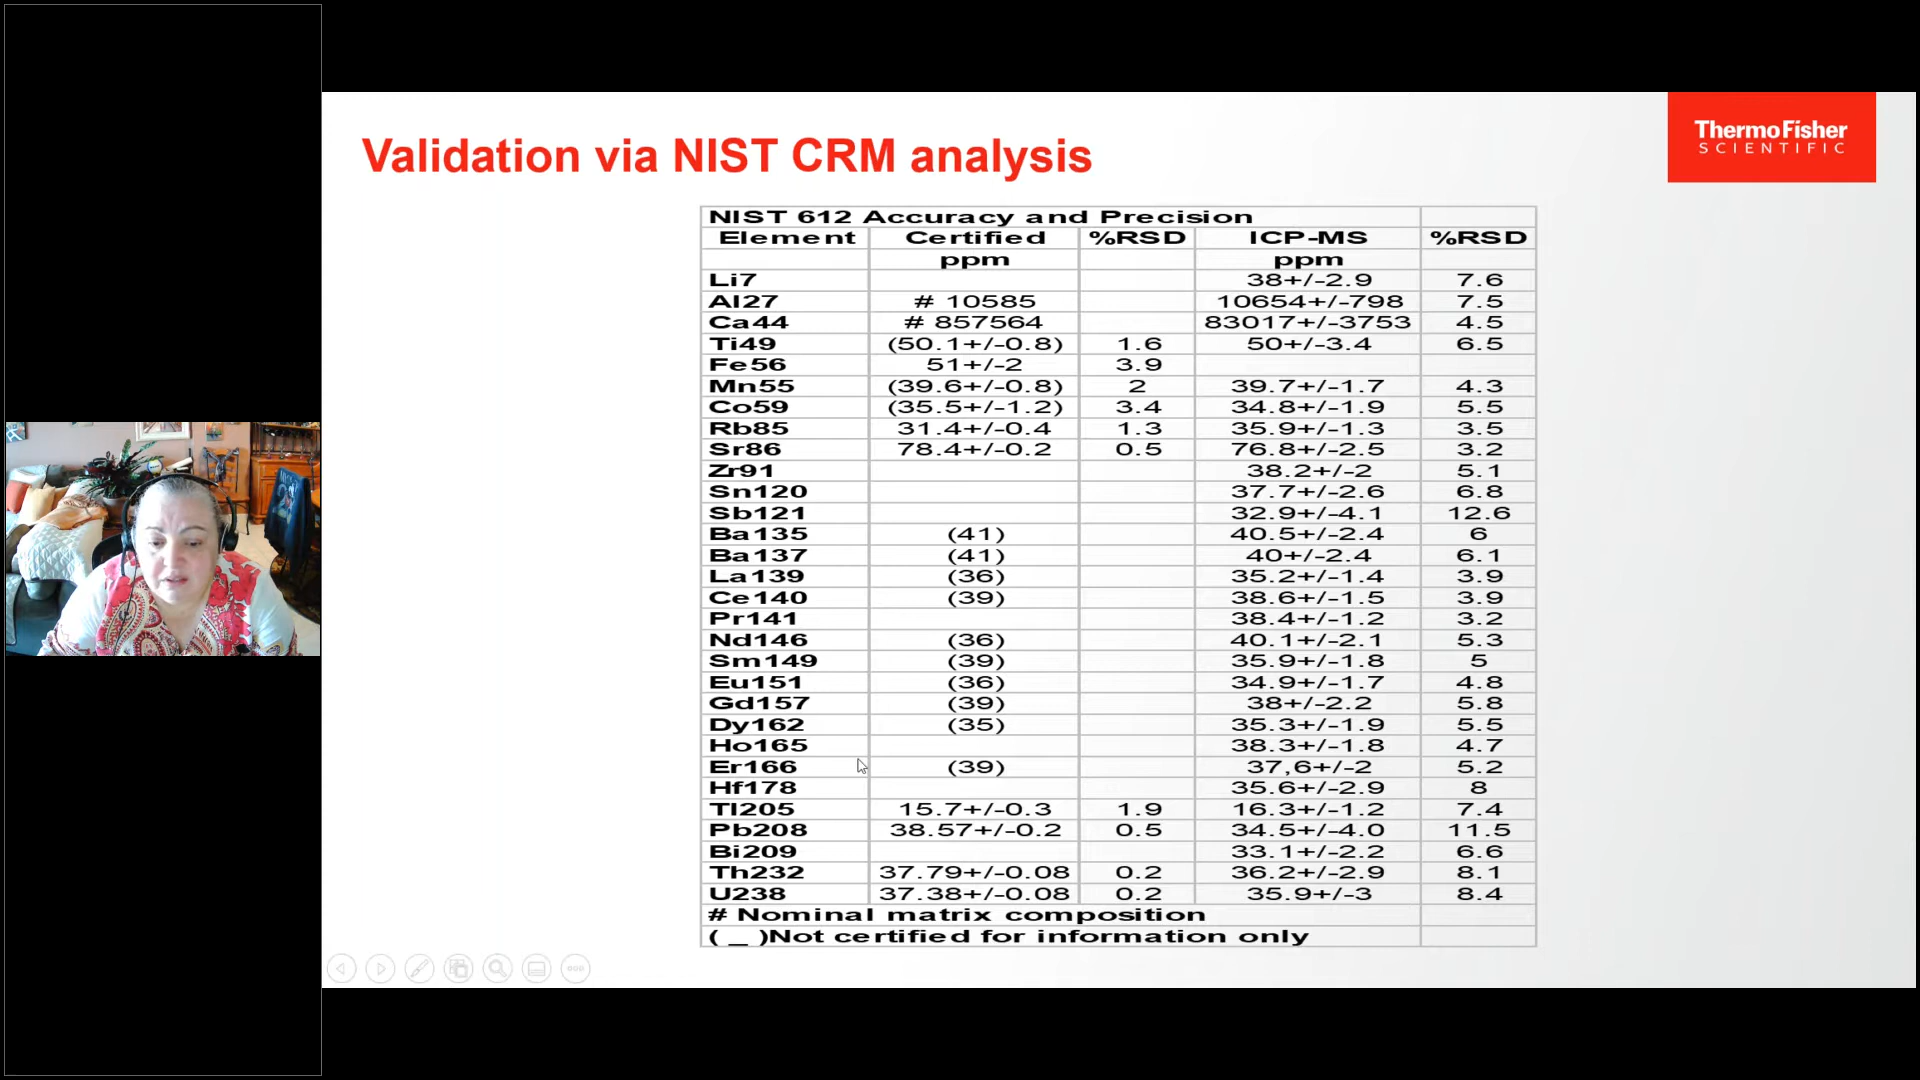 Validation via NIST CRM analysis
ThermoFisher
SCIENTIFIC
NIST 612 Accuracy and Precision
Element Certified %RSD ICP-MS %RSD
ppm ppm
Li7 38+/-2.9 7.6
Al27 # 10585 10654+/-798 7.5
Ca44 # 857564 83017+/-3753 4.5
Ti49 (50.1+/-0.8) 1.6 50+/-3.4 6.5
Fe56 51+/-2 3.9
Mn55 (39.6+/-0.8) 2 39.7+/-1.7 4.3
Co59 (35.5+/-1.2) 3.4 34.8+/-1.9 5.5
Rb85 31.4+/-0.4 1.3 35.9+/-1.3 3.5
Sr86 78.4+/-0.2 0.5 76.8+/-2.5 3.2
Zr91 38.2+/-2 5.1
Sn120 37.7+/-2.6 6.8
Sb121 32.9+/-4.1 12.6
Ba135 (41) 40.5+/-2.4 6
Ba137 (41) 40+/-2.4 6.1
La139 (36) 35.2+/-1.4 3.9
Ce140 (39) 38.6+/-1.5 3.9
Pr141 38.4+/-1.2 3.2
Nd146 (36) 40.1+/-2.1 5.3
Sm149 (39) 35.9+/-1.8 5
Eu151 (36) 34.9+/-1.7 4.8
Gd157 (39) 38+/-2.2 5.8
Dy162 (35) 35.3+/-1.9 5.5
Ho165 38.3+/-1.8 4.7
Er166 (39) 37,6+/-2 5.2
Hf178 35.6+/-2.9 8
Tl205 15.7+/-0.3 1.9 16.3+/-1.2 7.4
Pb208 38.57+/-0.2 0.5 34.5+/-4.0 11.5
Bi209 33.1+/-2.2 6.6
Th232 37.79+/-0.08 0.2 36.2+/-2.9 8.1
U238 37.38+/-0.08 0.2 35.9+/-3 8.4
# Nominal matrix composition
( _ )Not certified for information only